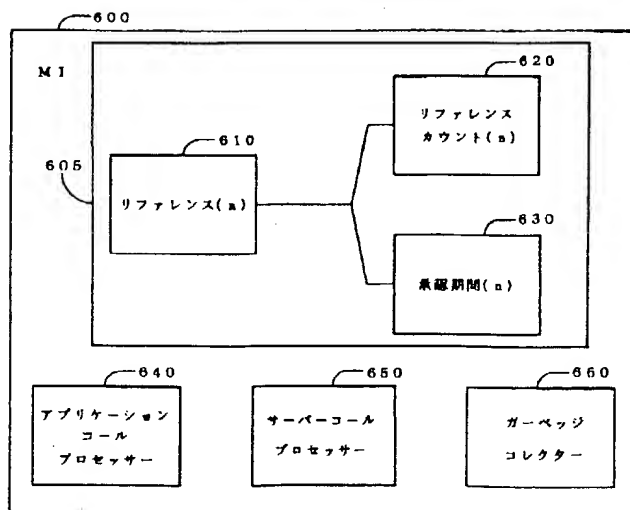 600
MI
620
リファレンス
カウント(n)
610
605
リファレンス(n)
630
承認期間(n)
640
650
660
アプリケーション
コール
プロセッサー
サーバーコール
プロセッサー
ガーベッジ
コレクター